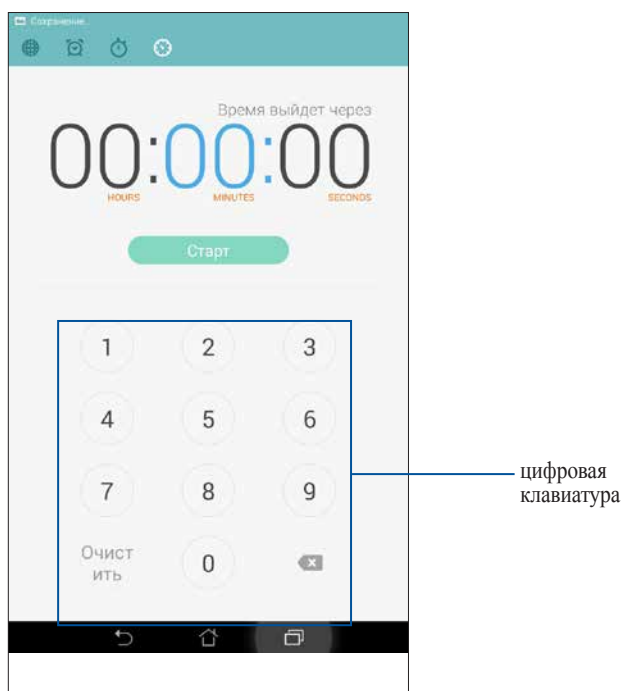 Сохранение...
Время выйдет через
00:00:00
HOURS MINUTES SECONDS
Старт
1 2 3
4 5 6
7 8 9
цифровая
клавиатура
Очист
ить
0